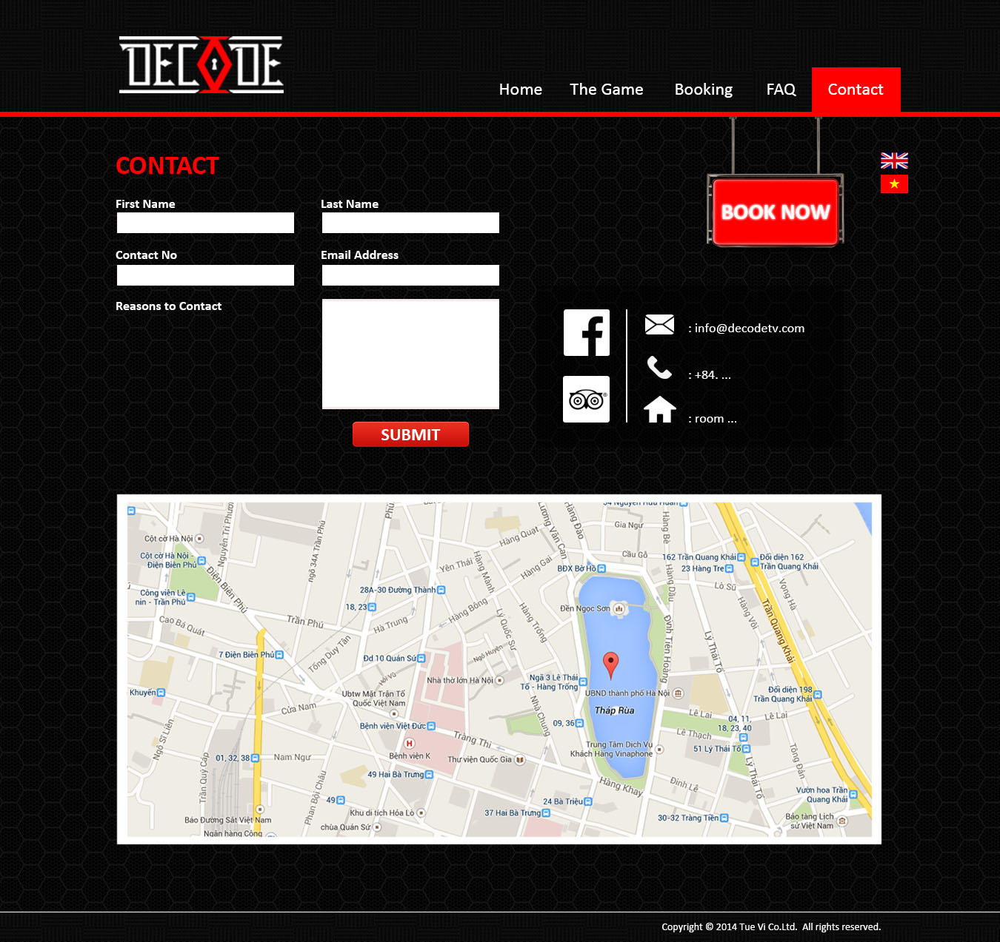 DECODE
Home The Game Booking FAQ Contact
CONTACT
BOOK NOW
First Name Last Name
Contact No Email Address
Reasons to Contact
: info@decodetv.com
: +84. ...
: room ...
SUBMIT
54 Nguyễn Hữu Huân
Hàng Đào
Lương Văn Can
Gia Ngư
Hàng Bè
Nguyễn Tri Phương
ngõ 34A Trần Phú
Cột cờ Hà Nội
Hàng Quạt
Cột cờ Hà Nội -
Điện Biên Phủ
Cầu Gỗ
162 Trần Quang Khải
Đối diện 162
Trần Quang Khải
Yên Thái
Hàng Mành
Hàng Gai
BĐX Bờ Hồ
23 Hàng Tre
Điện Biên Phủ
28A-30 Đường Thành
Hàng Dầu
Lò Sũ
Vọng Hà
Công viên Lê
nin - Trần Phú
18, 23
Hàng Bông
Lý Quốc Sư
Hàng Trống
Đền Ngọc Sơn
Hàng Vôi
Trần Quang Khải
Cao Bá Quát
Trần Phú
Hà Trung
Đinh Tiên Hoàng
Lý Thái Tổ
7 Điện Biên Phủ
Tống Duy Tân
Đd 10 Quán Sứ
Ngõ Huyện
Nhà thờ lớn Hà Nội
Ngã 3 Lê Thái
Tổ - Hàng Trống
Khuyến
Ubtw Mặt Trận Tổ
Quốc Việt Nam
UBND thành phố Hà Nội
Đối diện 198
Trần Quang Khải
Cửa Nam
Tháp Rùa
Lê Lai
Lê Lai
Bệnh viện Việt Đức
Nhà Chung
09, 36
04, 11,
18, 23, 40
Ngõ Sĩ Liên
Tràng Thi
Lê Thạch
Trung Tâm Dịch Vụ
Khách Hàng Vinaphone
51 Lý Thái Tổ
H
Bệnh viện K
Thư viện Quốc Gia
01, 32, 38
Nam Ngư
Tông Đản
Trần Quý Cáp
49 Hai Bà Trưng
Hàng Khay
Đinh Lễ
Lý Thái Tổ
Phan Bội Châu
49
24 Bà Triệu
Vườn hoa Trần
Quang Khải
Khu di tích Hỏa Lò
37 Hai Bà Trưng
30-32 Tràng Tiền
Bảo tàng Lịch
sử Việt Nam
Báo Đường Sắt Việt Nam
chùa Quán Sứ
Ngân hàng Công
Copyright © 2014 Tue Vi Co.Ltd. All rights reserved.